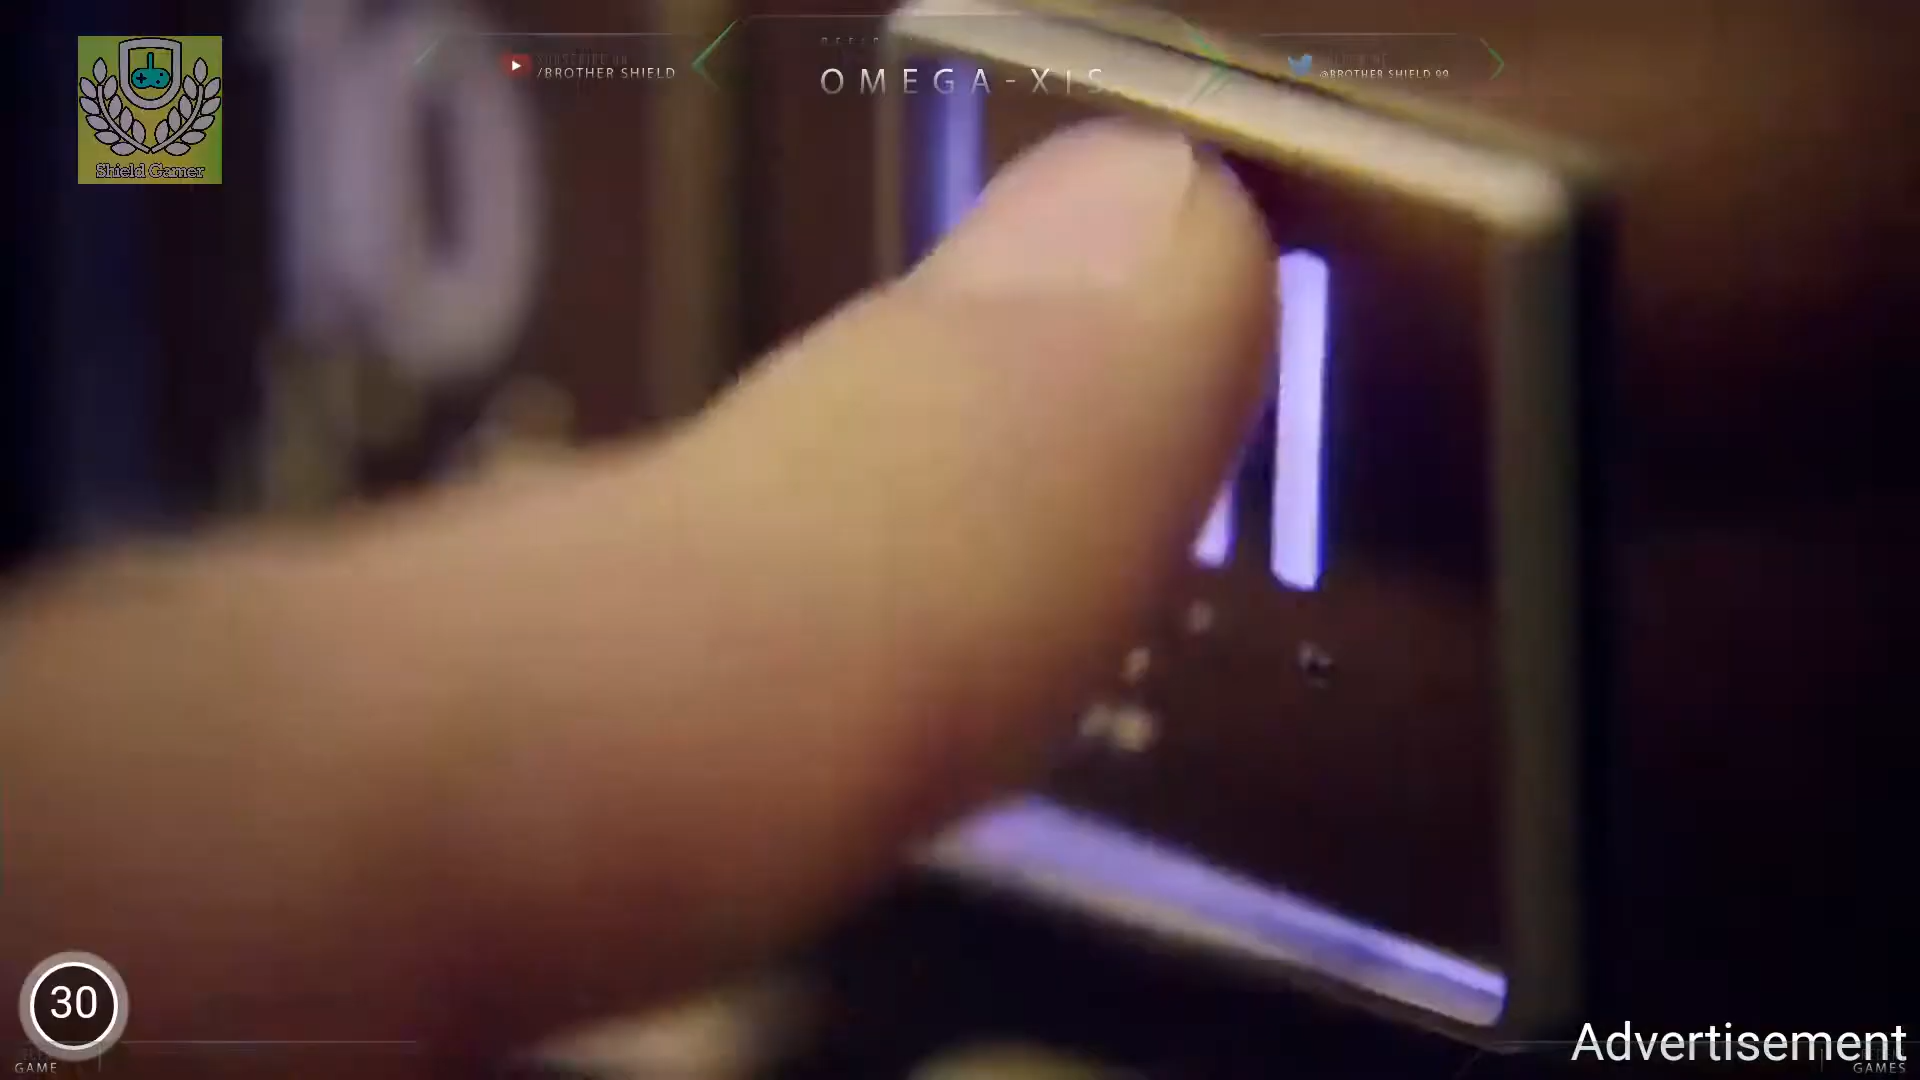 Shield Gamer
/BROTHER SHIELD
OMEGA-XIS
@BROTHER SHIELD 99
30
GAME
Advertisement
GAMES